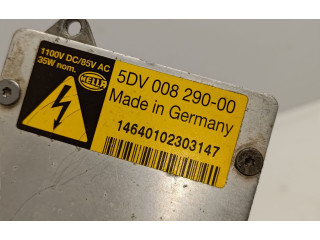 1100V DC/85V AC
35W nom.
HELLA
5DV 008 290-00
Made in Germany
14640102303147